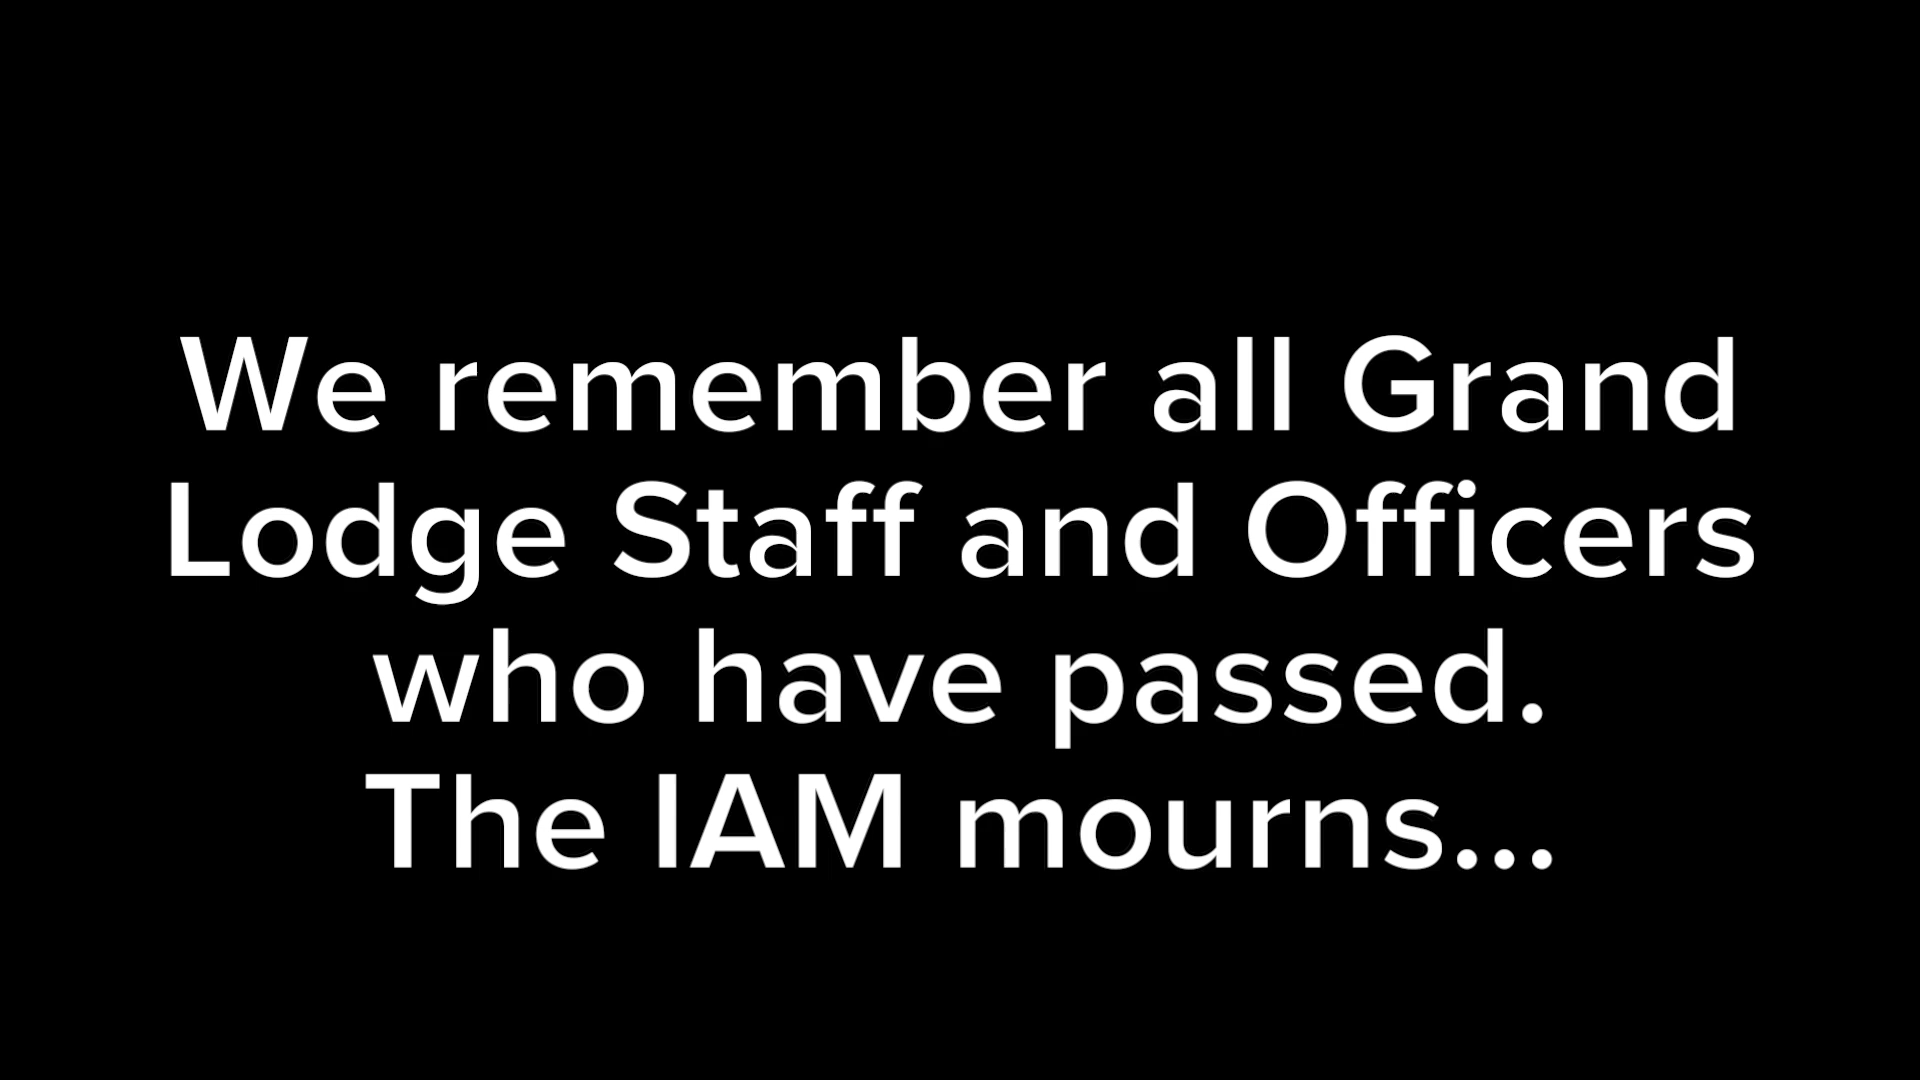 We remember all Grand
Lodge Staff and Officers
who have passed.
The IAM mourns...